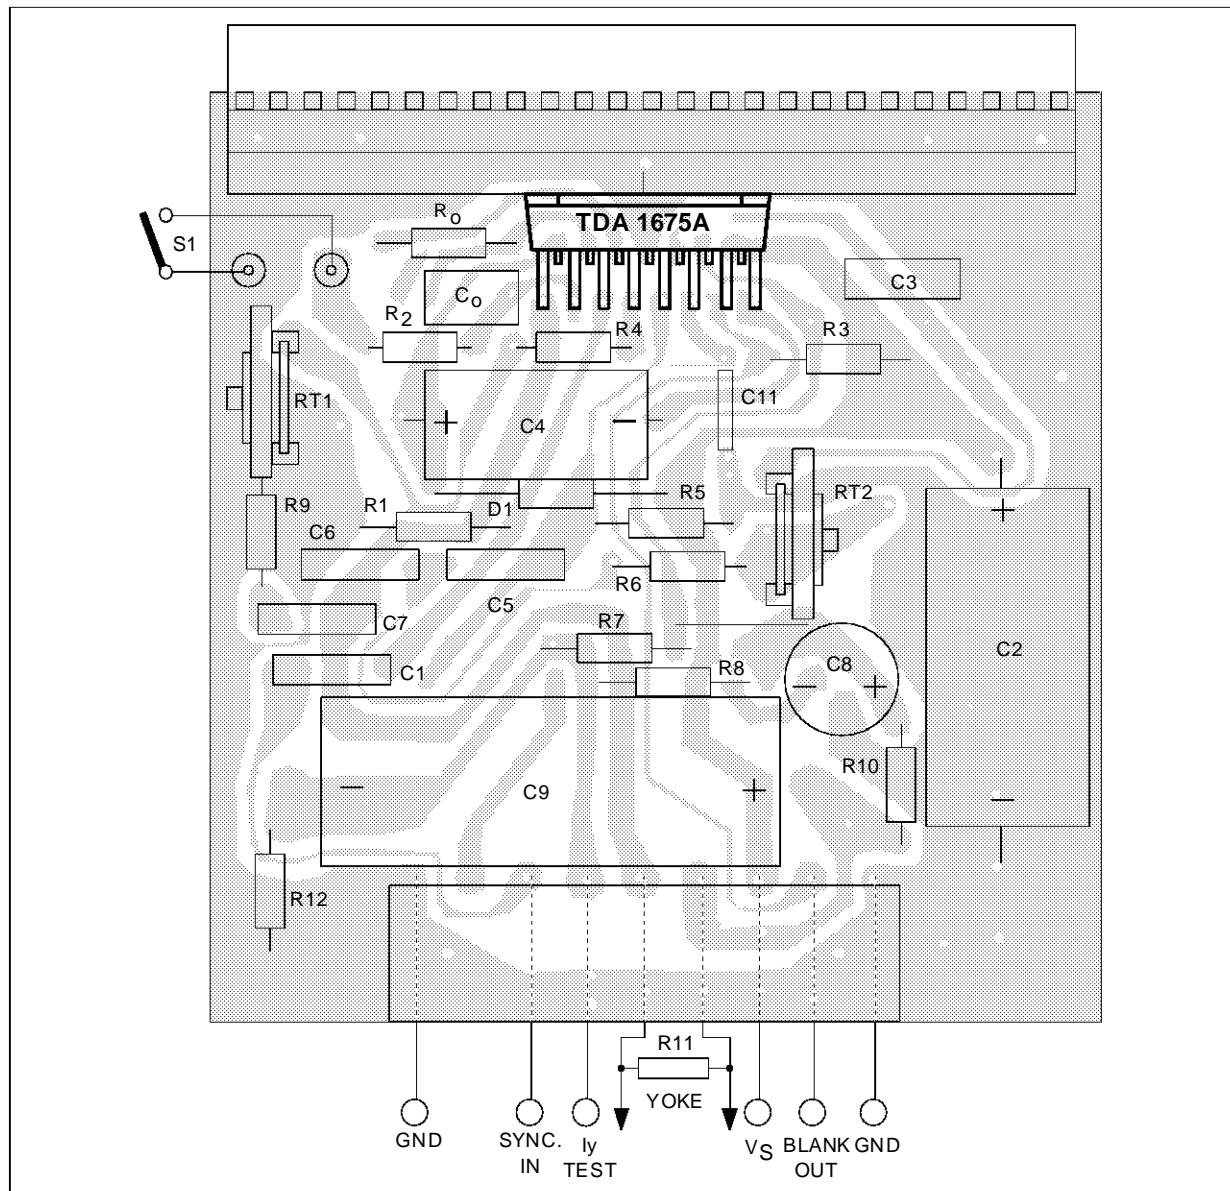 TDA 1675A
Ro
S1
Co
C3
R2
R4
R3
RT1
C11
+
C4
−
R9
R1
D1
R5
RT2
+
C6
R6
C5
C7
R7
C2
C1
R8
C8
−
+
R10
−
C9
+
−
R12
R11
YOKE
GND
SYNC.
IN
Iy
TEST
VS
BLANK
OUT
GND